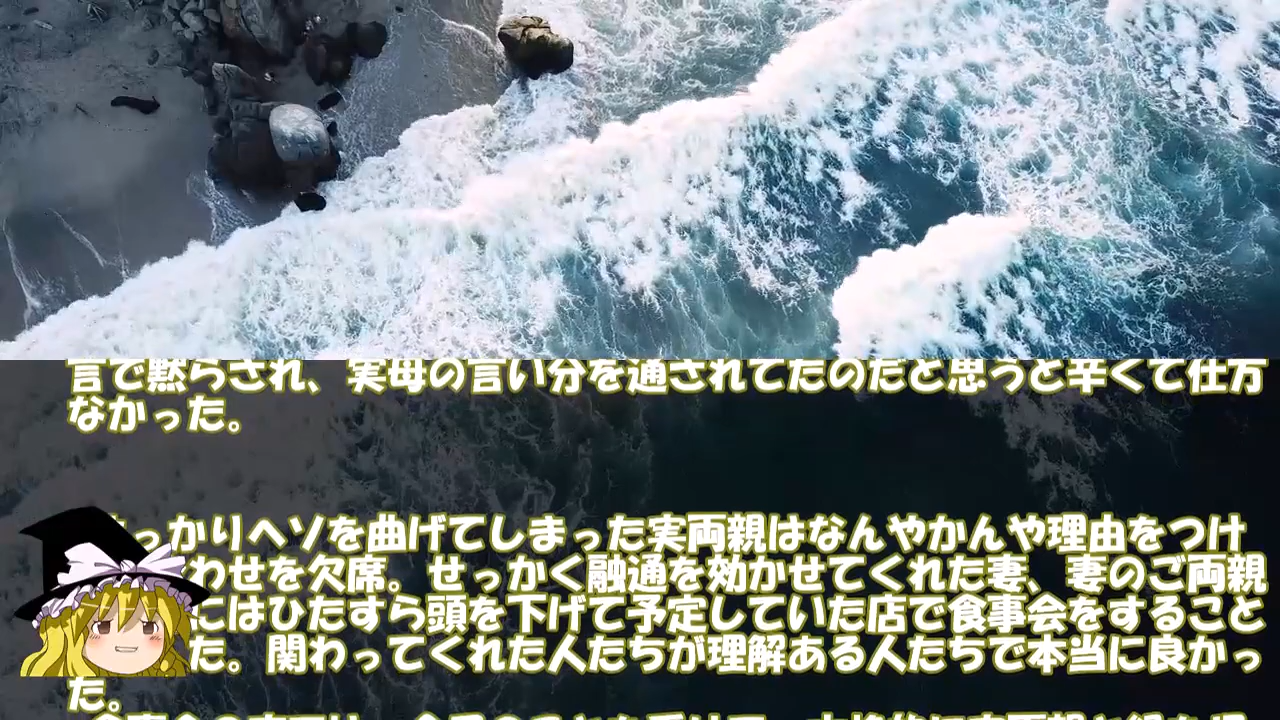 言で黙らされ、実母の言い分を通されてたのだと思うと辛くて仕方
なかった。
っかりヘソを曲げてしまった実両親はなんやかんや理由をつけ
わせを欠席。せっかく融通を効かせてくれた妻、妻のご両親
にはひたすら頭を下げて予定していた店で食事会をすること
た。関わってくれた人たちが理解ある人たちで本当に良かっ
た。